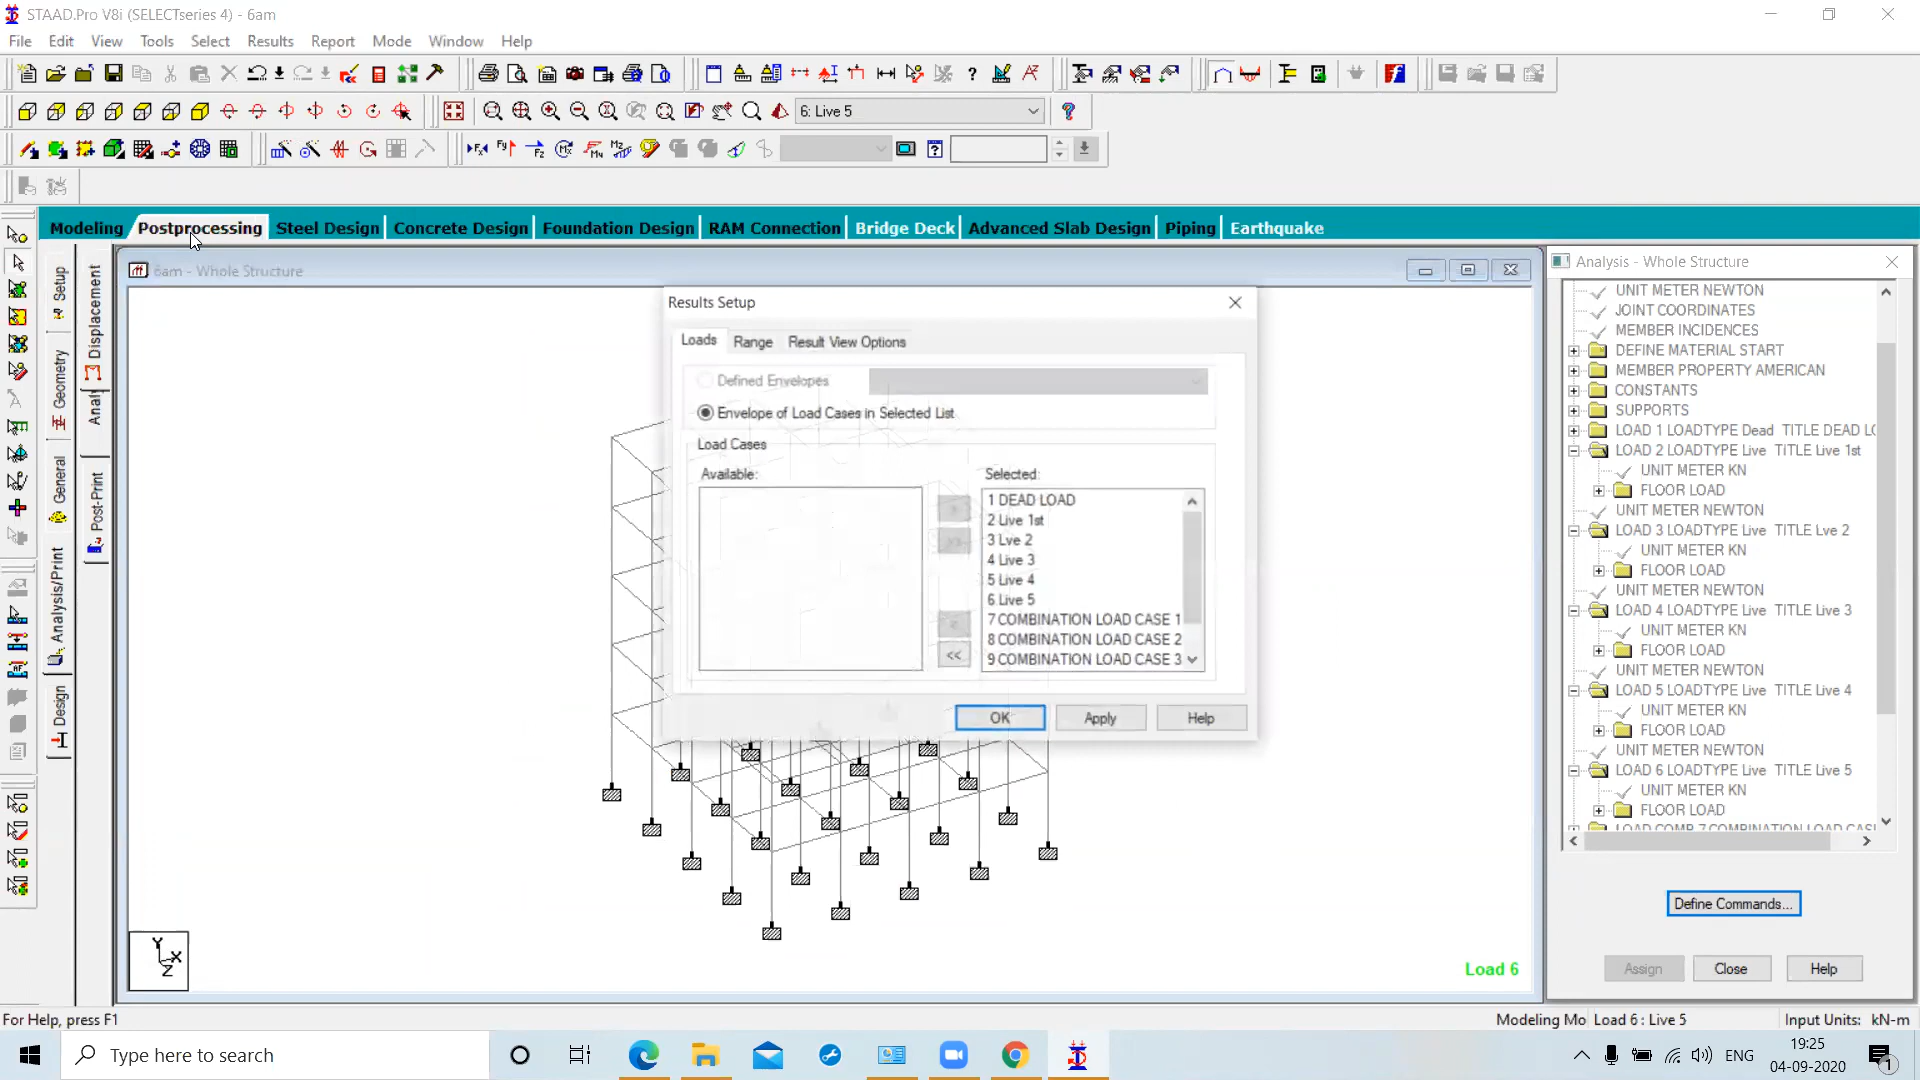 STAAD.Pro V8i (SELECTseries 4) - 6am
File Edit View Tools Select Results Report Mode Window Help
6: Live 5
Modeling Postprocessing Steel Design Concrete Design Foundation Design RAM Connection Bridge Deck Advanced Slab Design Piping Earthquake
Setup
Geometry
General
Analysis/Print
Design
Displacement
Anal
Post-Print
6am - Whole Structure
Results Setup
Loads Range Result View Options
Defined Envelopes
Envelope of Load Cases in Selected List
Load Cases
Available:
Selected:
1 DEAD LOAD
2 Live 1st
3 Lve 2
4 Live 3
5 Live 4
6 Live 5
7 COMBINATION LOAD CASE 1
8 COMBINATION LOAD CASE 2
9 COMBINATION LOAD CASE 3
>
>>
<
<<
OK Apply Help
Y
X
Z
Load 6
Analysis - Whole Structure
UNIT METER NEWTON
JOINT COORDINATES
MEMBER INCIDENCES
DEFINE MATERIAL START
MEMBER PROPERTY AMERICAN
CONSTANTS
SUPPORTS
LOAD 1 LOADTYPE Dead TITLE DEAD LO
LOAD 2 LOADTYPE Live TITLE Live 1st
UNIT METER KN
FLOOR LOAD
UNIT METER NEWTON
LOAD 3 LOADTYPE Live TITLE Lve 2
UNIT METER KN
FLOOR LOAD
UNIT METER NEWTON
LOAD 4 LOADTYPE Live TITLE Live 3
UNIT METER KN
FLOOR LOAD
UNIT METER NEWTON
LOAD 5 LOADTYPE Live TITLE Live 4
UNIT METER KN
FLOOR LOAD
UNIT METER NEWTON
LOAD 6 LOADTYPE Live TITLE Live 5
UNIT METER KN
FLOOR LOAD
LOAD COMB 7 COMBINATION LOAD CASE
Define Commands...
Assign Close Help
For Help, press F1
Modeling Mo Load 6 : Live 5 Input Units: kN-m
Type here to search
ENG
19:25
04-09-2020
1